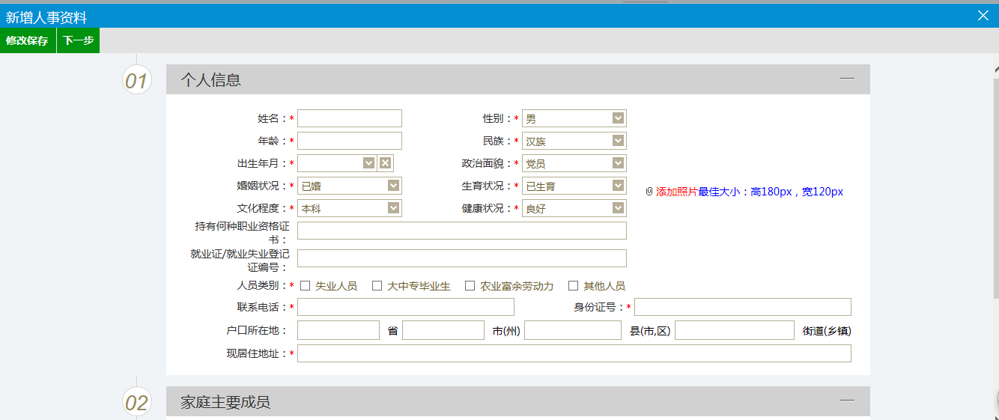 新增人事资料
修改保存 下一步
01 个人信息
姓名：* 性别：* 男
年龄：* 民族：* 汉族
出生年月：* 政治面貌：* 党员
婚姻状况：* 已婚 生育状况：* 已生育
添加照片最佳大小：高180px，宽120px
文化程度：* 本科 健康状况：* 良好
持有何种职业资格证
书：
就业证/就业失业登记
证编号：
人员类别：* 失业人员 大中专毕业生 农业富余劳动力 其他人员
联系电话：* 身份证号：*
户口所在地： 省 市(州) 县(市,区) 街道(乡镇)
现居住地址：*
02 家庭主要成员